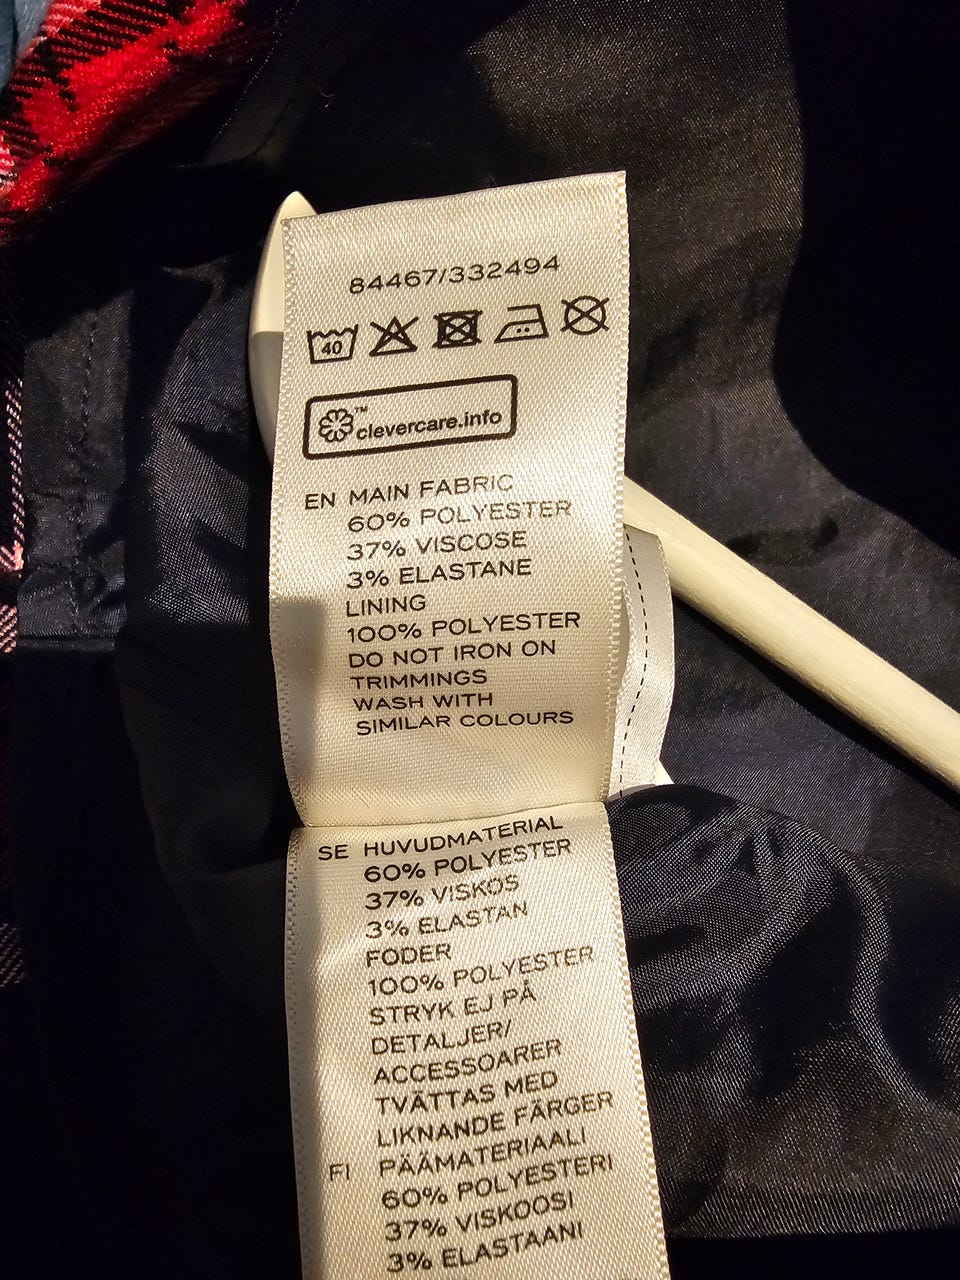 84467/332494
40
™
clevercare.info
EN MAIN FABRIC
60% POLYESTER
37% VISCOSE
3% ELASTANE
LINING
100% POLYESTER
DO NOT IRON ON
TRIMMINGS
WASH WITH
SIMILAR COLOURS
SE HUVUDMATERIAL
60% POLYESTER
37% VISKOS
3% ELASTAN
FODER
100% POLYESTER
STRYK EJ PÅ
DETALJER/
ACCESSOARER
TVÄTTAS MED
LIKNANDE FÄRGER
FI PÄÄMATERIAALI
60% POLYESTERI
37% VISKOOSI
3% ELASTAANI